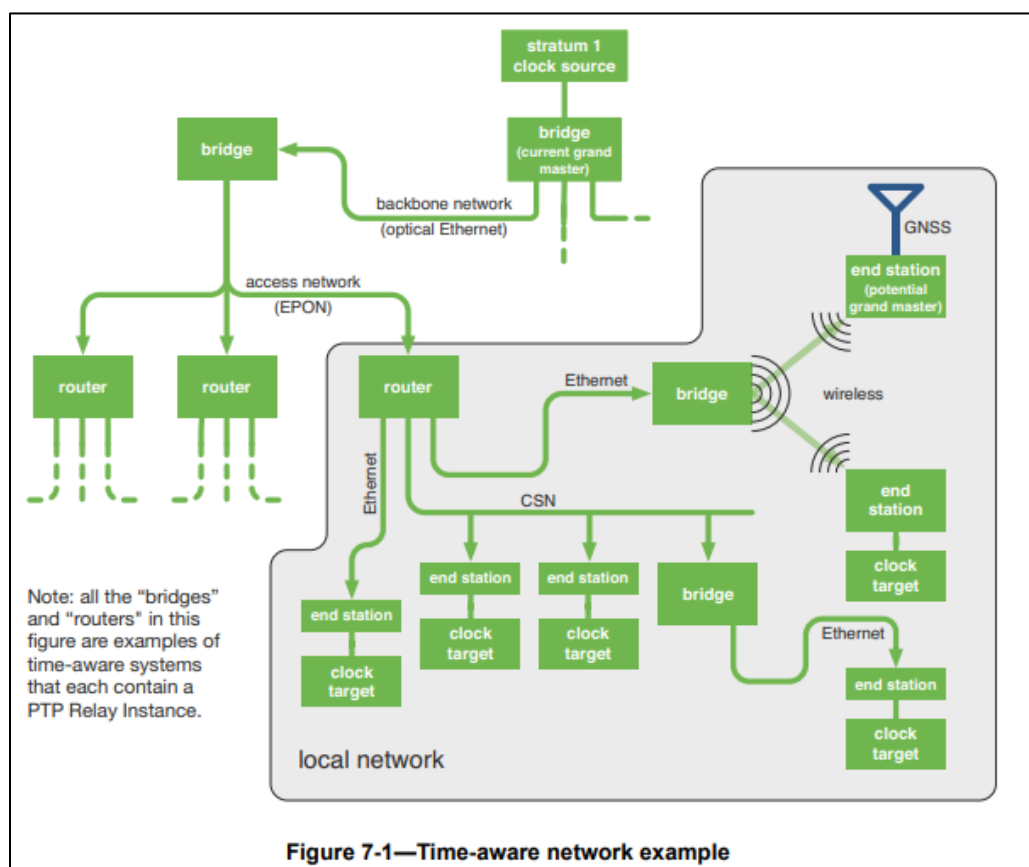 stratum 1
clock source
bridge
(current grand
master)
bridge
backbone network
(optical Ethernet)
GNSS
end station
(potential
grand master)
access network
(EPON)
router
router
router
Ethernet
bridge
wireless
Ethernet
CSN
end
station
clock
target
end station
clock
target
end station
clock
target
bridge
Ethernet
end station
clock
target
end station
clock
target
Note: all the “bridges”
and “routers" in this
figure are examples of
time-aware systems
that each contain a
PTP Relay Instance.
local network
Figure 7-1—Time-aware network example